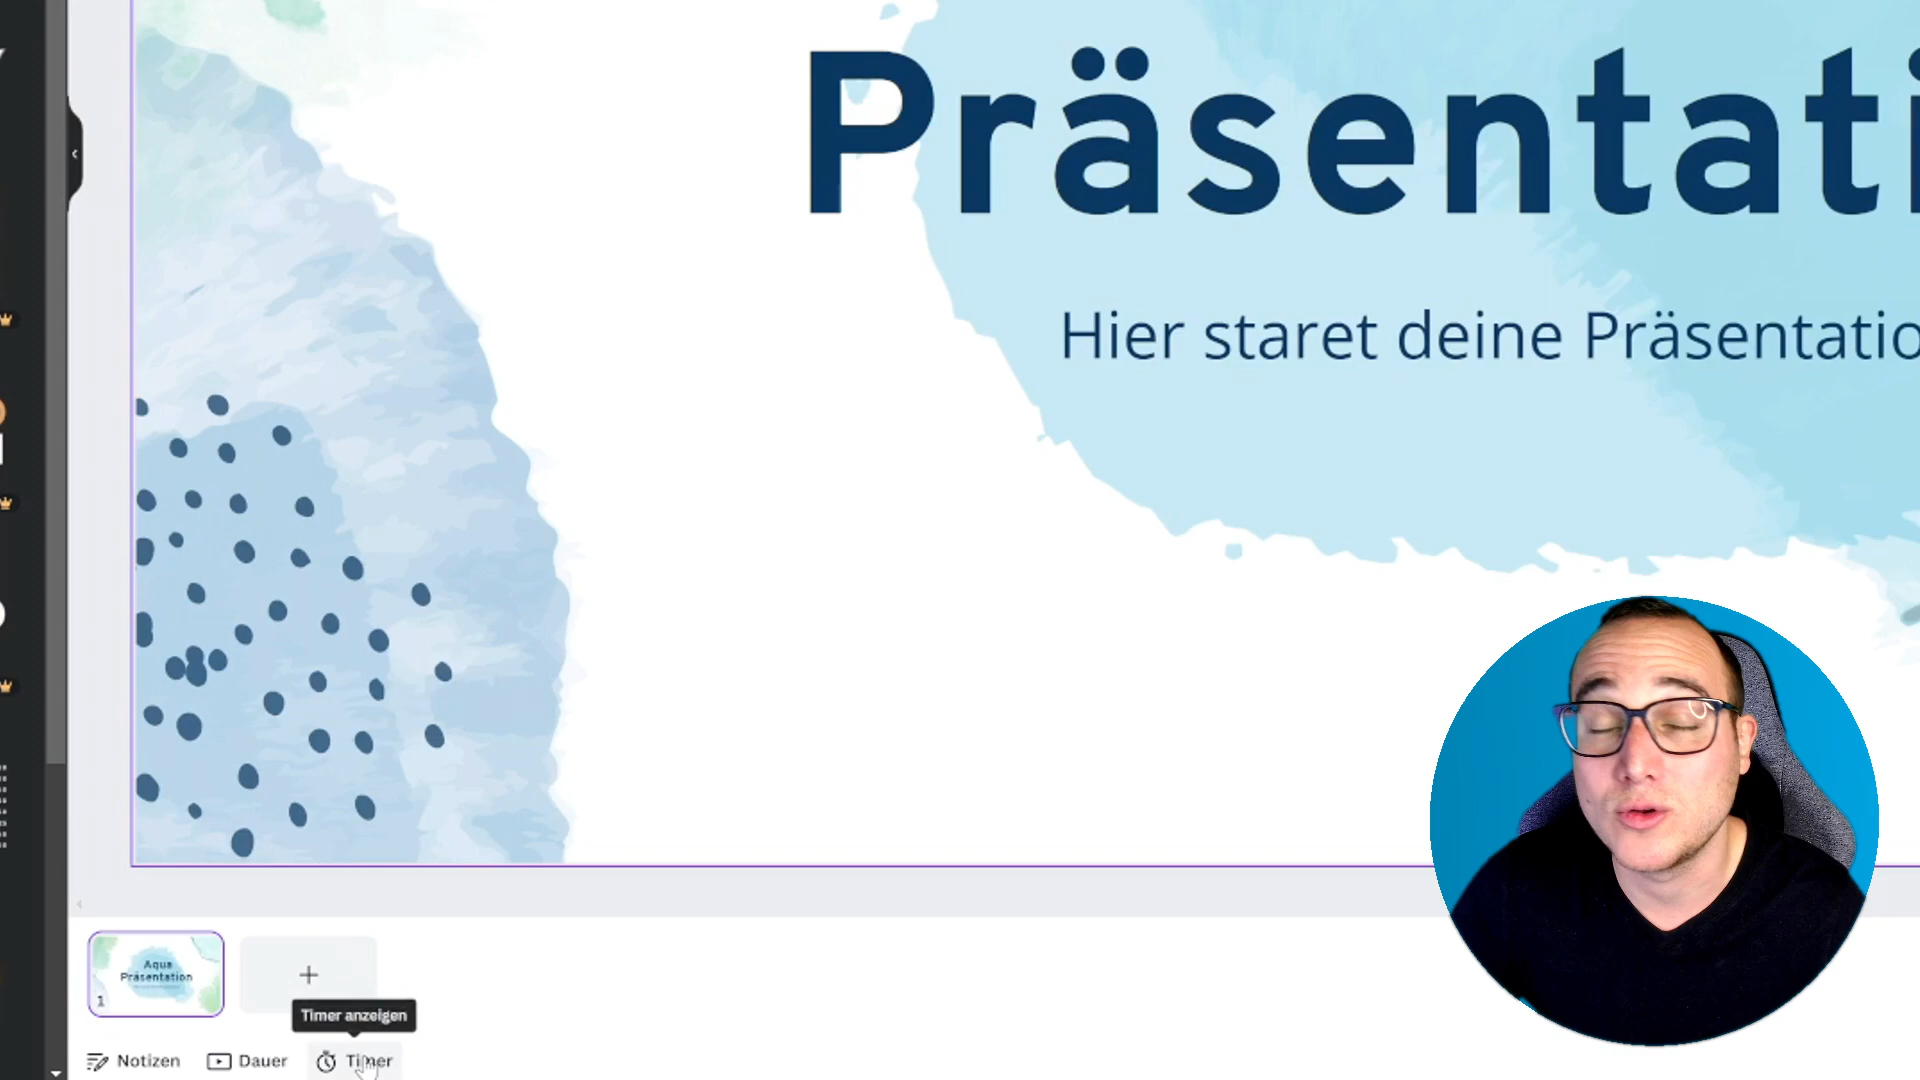 Präsentati
Hier staret deine Präsentatio
Aqua
Präsentation
1
+
Timer anzeigen
Notizen
Dauer
Timer